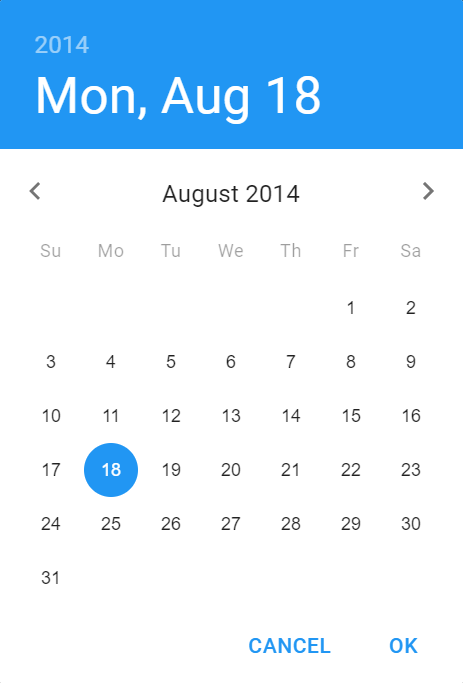 2014
Mon, Aug 18
August 2014
Su Mo Tu We Th Fr Sa
1 2
3 4 5 6 7 8 9
10 11 12 13 14 15 16
17 18 19 20 21 22 23
24 25 26 27 28 29 30
31
CANCEL OK